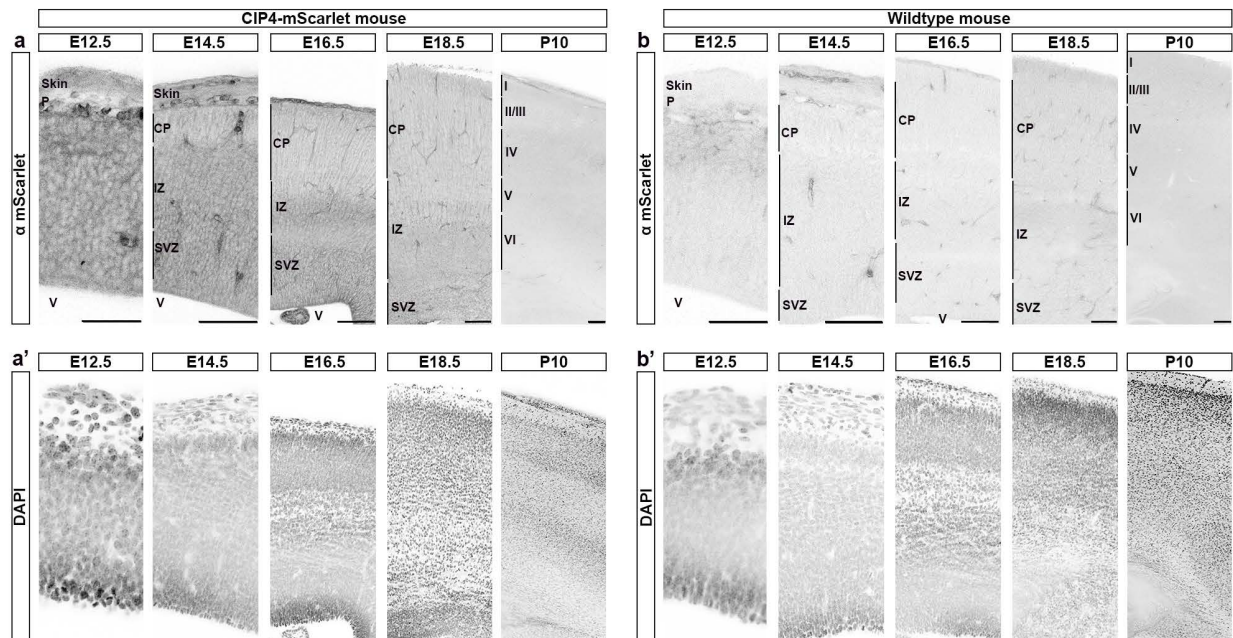 CIP4-mScarlet mouse
a
E12.5
E14.5
E16.5
E18.5
P10
α mScarlet
Skin
P
V
Skin
CP
IZ
SVZ
CP
IZ
SVZ
V
CP
IZ
SVZ
I
II/III
IV
V
VI
Wildtype mouse
b
E12.5
E14.5
E16.5
E18.5
P10
α mScarlet
Skin
P
V
CP
IZ
SVZ
CP
IZ
SVZ
V
CP
IZ
SVZ
I
II/III
IV
V
VI
a'
E12.5
E14.5
E16.5
E18.5
P10
DAPI
b'
E12.5
E14.5
E16.5
E18.5
P10
DAPI